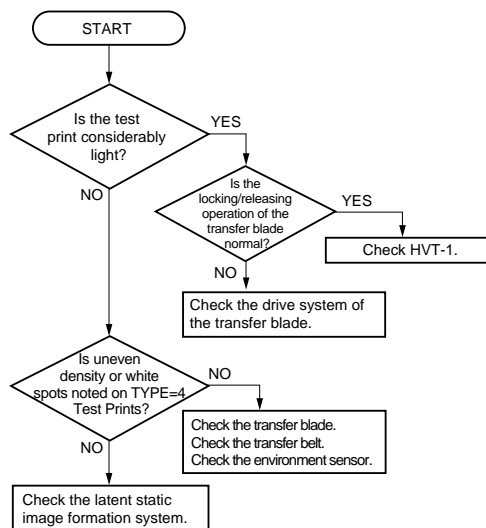 START
Is the test
print considerably
light?
YES
NO
Is the
locking/releasing
operation of the
transfer blade
normal?
YES
Check HVT-1.
NO
Check the drive system of
the transfer blade.
Is uneven
density or white
spots noted on TYPE=4
Test Prints?
NO
Check the transfer blade.
Check the transfer belt.
Check the environment sensor.
NO
Check the latent static
image formation system.